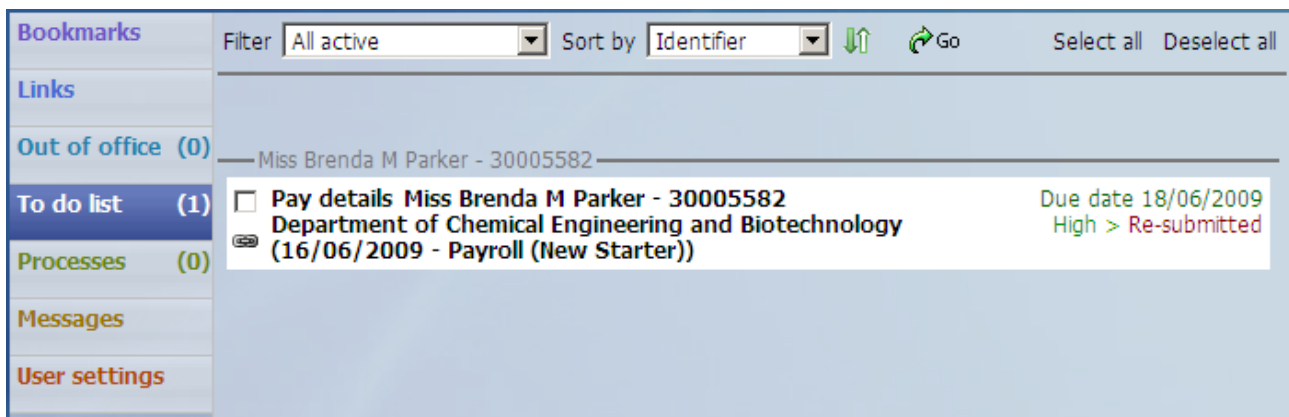 Bookmarks
Links
Out of office (0)
To do list (1)
Processes (0)
Messages
User settings
Filter All active Sort by Identifier Go Select all Deselect all
Miss Brenda M Parker - 30005582
Pay details Miss Brenda M Parker - 30005582 Due date 18/06/2009
Department of Chemical Engineering and Biotechnology High > Re-submitted
(16/06/2009 - Payroll (New Starter))